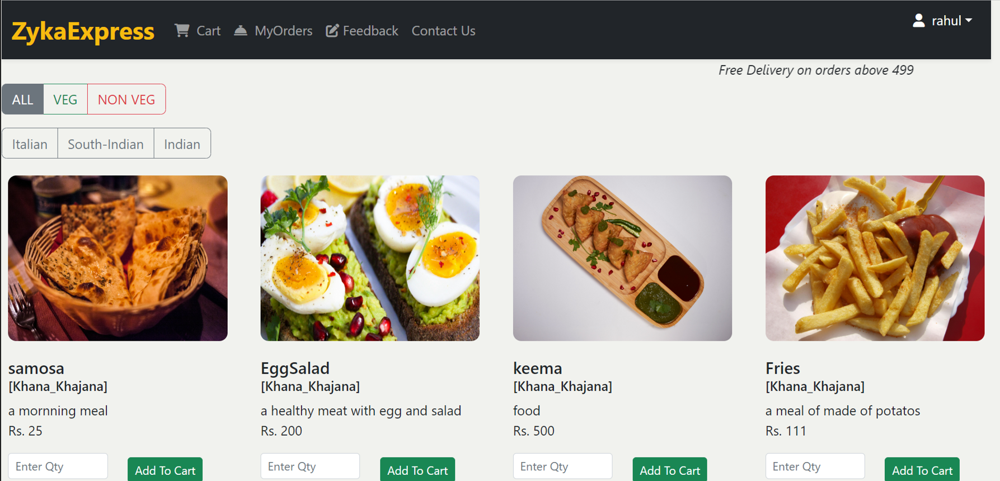 ZykaExpress Cart MyOrders Feedback Contact Us rahul
Free Delivery on orders above 499
ALL VEG NON VEG
Italian South-Indian Indian
samosa
[Khana_Khajana]
a mornning meal
Rs. 25
Enter Qty Add To Cart
EggSalad
[Khana_Khajana]
a healthy meat with egg and salad
Rs. 200
Enter Qty Add To Cart
keema
[Khana_Khajana]
food
Rs. 500
Enter Qty Add To Cart
Fries
[Khana_Khajana]
a meal of made of potatos
Rs. 111
Enter Qty Add To Cart